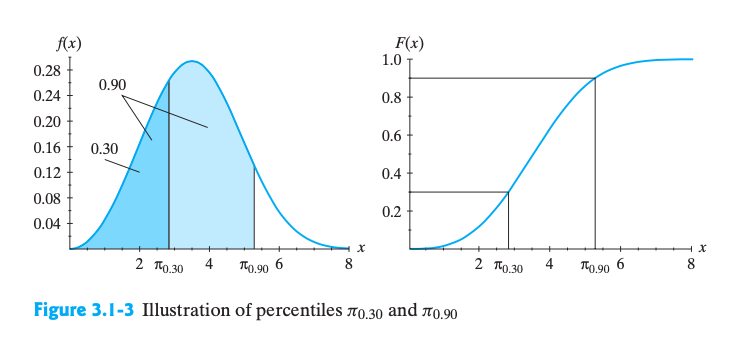 f(x)
0.28
0.24
0.20
0.16
0.12
0.08
0.04
0.90
0.30
2 π0.30 4 π0.90 6 8 x
F(x)
1.0
0.8
0.6
0.4
0.2
2 π0.30 4 π0.90 6 8 x
Figure 3.1-3 Illustration of percentiles π0.30 and π0.90